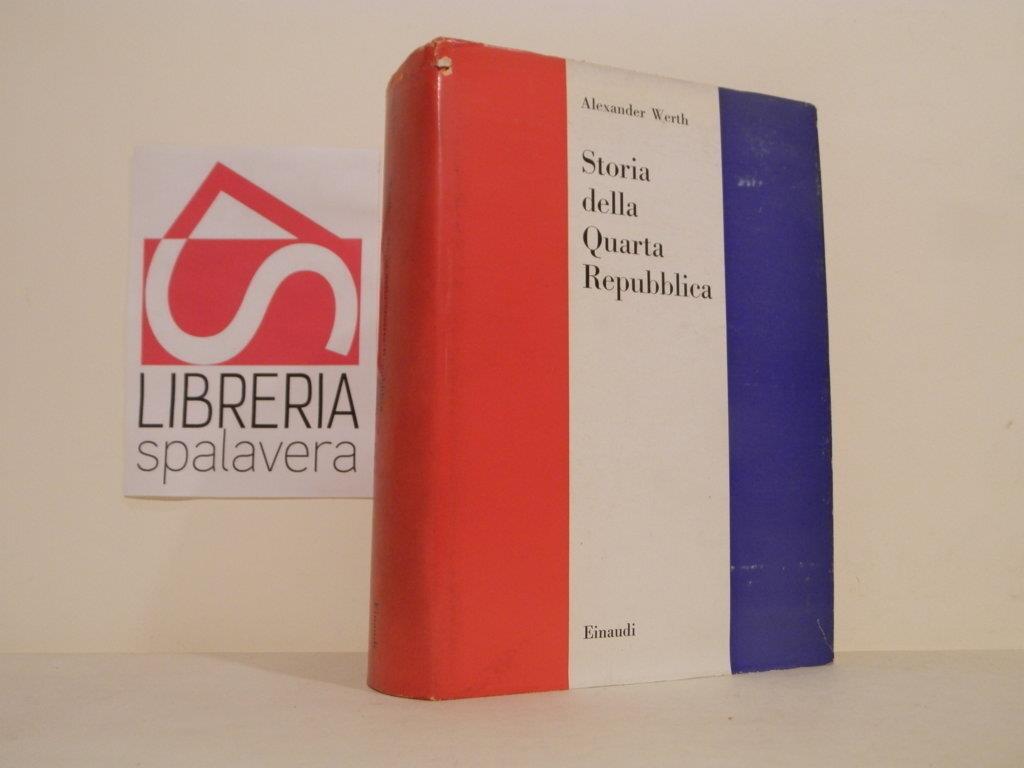 LIBRERIA
spalavera
Alexander Werth
Storia
della
Quarta
Repubblica
Einaudi